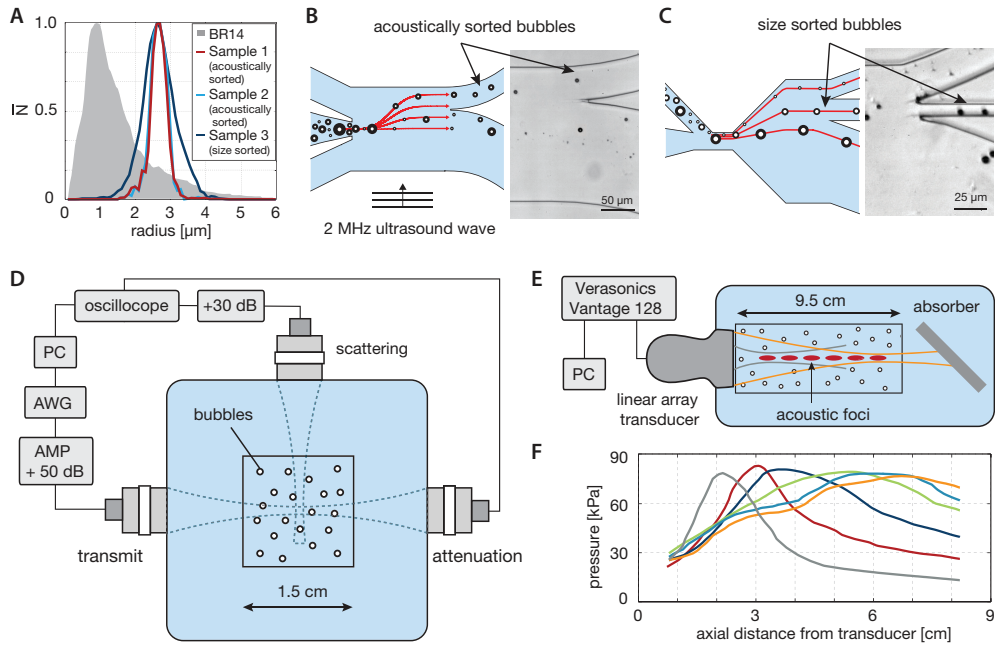 A
N
1.0
0.5
0
0
1
2
3
4
5
6
radius [µm]
BR14
Sample 1
(acoustically
sorted)
Sample 2
(acoustically
sorted)
Sample 3
(size sorted)
B
acoustically sorted bubbles
2 MHz ultrasound wave
50 µm
C
size sorted bubbles
25 µm
D
oscillocope
+30 dB
PC
AWG
AMP
+ 50 dB
scattering
bubbles
transmit
attenuation
1.5 cm
E
Verasonics
Vantage 128
PC
9.5 cm
absorber
linear array
transducer
acoustic foci
F
pressure [kPa]
90
60
30
0
0
3
6
9
axial distance from transducer [cm]